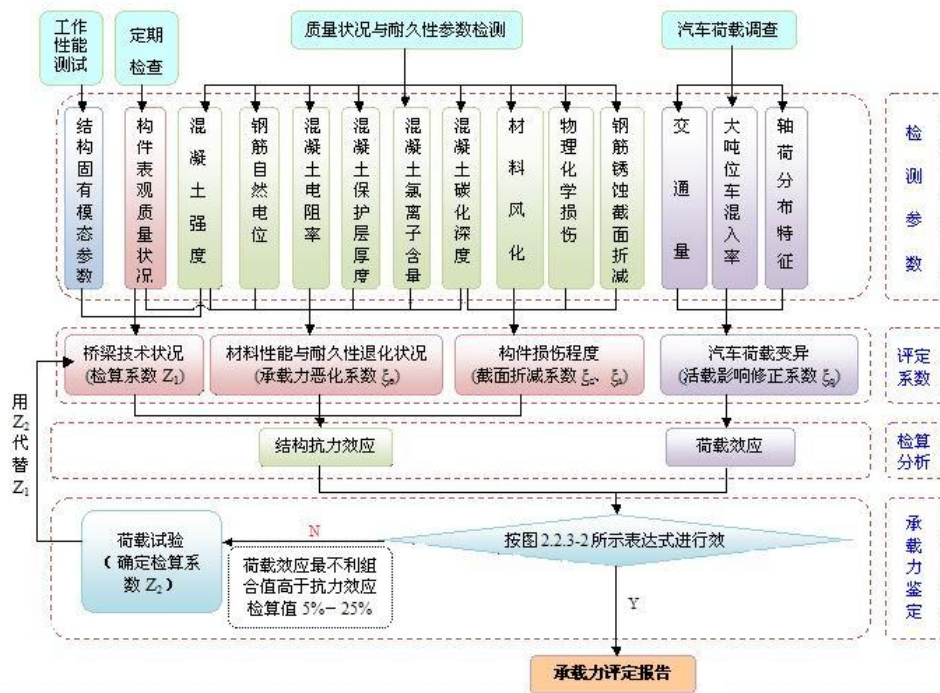 工作
性能
测试
定期
检查
质量状况与耐久性参数检测
汽车荷载调查
结构固有模态参数
构件表观质量状况
混凝土强度
钢筋自然电位
混凝土电阻率
混凝土保护层厚度
混凝土氯离子含量
混凝土碳化深度
材料风化
物理化学损伤
钢筋锈蚀截面折减
交通量
大吨位车混入率
轴荷分布特征
检测参数
桥梁技术状况
(检算系数 Z₁)
材料性能与耐久性退化状况
(承载力恶化系数 ξₑ)
构件损伤程度
(截面折减系数 ξc、ξs)
汽车荷载变异
(活载影响修正系数 ξq)
评定
系数
用Z₂代替Z₁
结构抗力效应
荷载效应
检算
分析
荷载试验
（确定检算系
数 Z₂）
N
按图 2.2.3-2 所示表达式进行效
荷载效应最不利组
合值高于抗力效应
检算值 5%－25%
Y
承载力鉴定
承载力评定报告